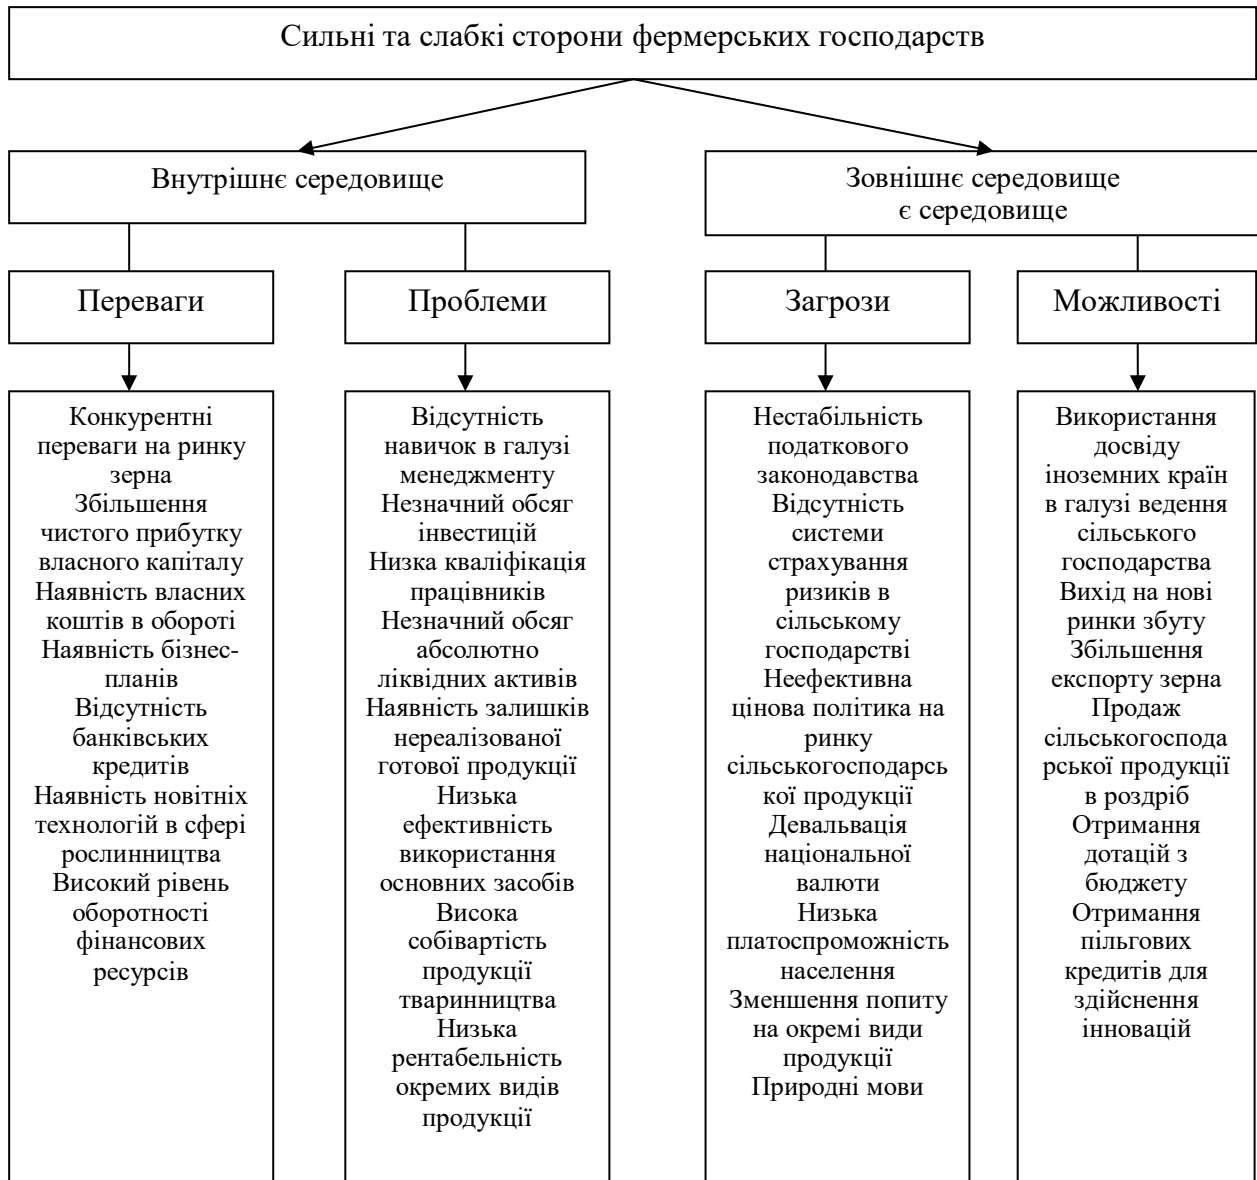 Сильні та слабкі сторони фермерських господарств
Внутрішнє середовище
Зовнішнє середовище
є середовище
Переваги
Проблеми
Загрози
Можливості
Конкурентні
переваги на ринку
зерна
Збільшення
чистого прибутку
власного капіталу
Наявність власних
коштів в обороті
Наявність бізнес-
планів
Відсутність
банківських
кредитів
Наявність новітніх
технологій в сфері
рослинництва
Високий рівень
оборотності
фінансових
ресурсів
Відсутність
навичок в галузі
менеджменту
Незначний обсяг
інвестицій
Низка кваліфікація
працівників
Незначний обсяг
абсолютно
ліквідних активів
Наявність залишків
нереалізованої
готової продукції
Низька
ефективність
використання
основних засобів
Висока
собівартість
продукції
тваринництва
Низька
рентабельність
окремих видів
продукції
Нестабільність
податкового
законодавства
Відсутність
системи
страхування
ризиків в
сільському
господарстві
Неефективна
цінова політика на
ринку
сільськогосподарсь
кої продукції
Девальвація
національної
валюти
Низька
платоспроможність
населення
Зменшення попиту
на окремі види
продукції
Природні мови
Використання
досвіду
іноземних країн
в галузі ведення
сільського
господарства
Вихід на нові
ринки збуту
Збільшення
експорту зерна
Продаж
сільськогоспода
рської продукції
в роздріб
Отримання
дотацій з
бюджету
Отримання
пільгових
кредитів для
здійснення
інновацій